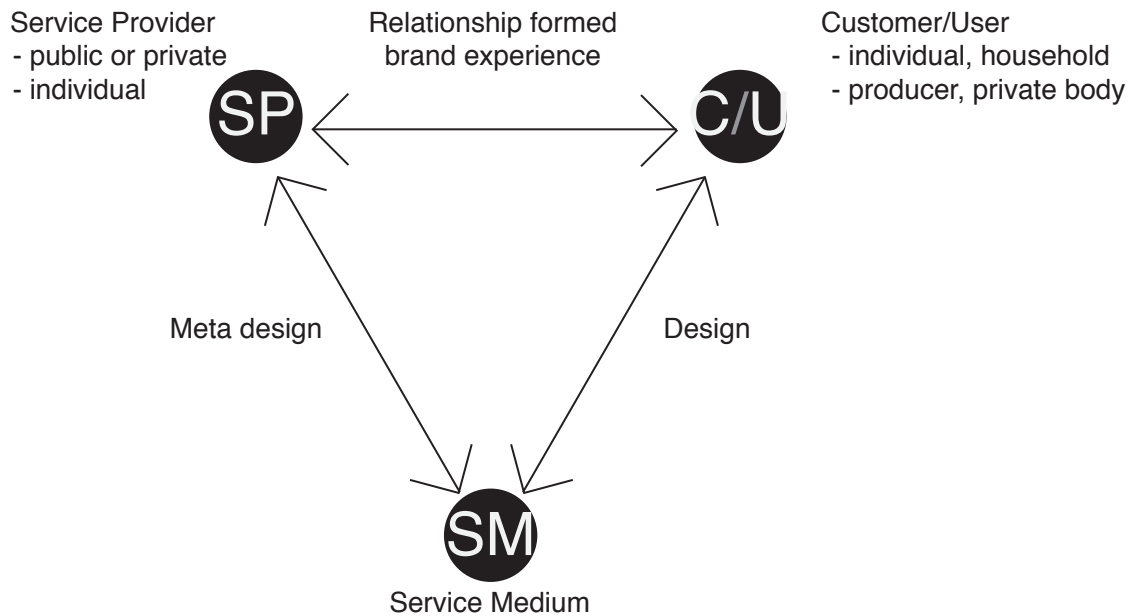 Service Provider
- public or private
- individual
Relationship formed
brand experience
Customer/User
- individual, household
- producer, private body
SP
C/U
Meta design
Design
SM
Service Medium